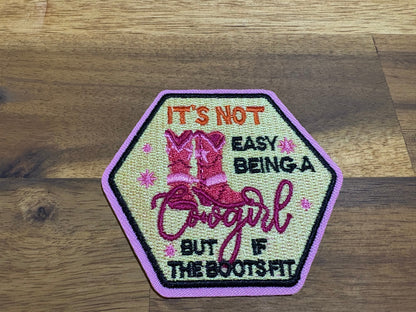 IT'S NOT
EASY
BEING A
Cowgirl
BUT IF
THE BOOTS FIT